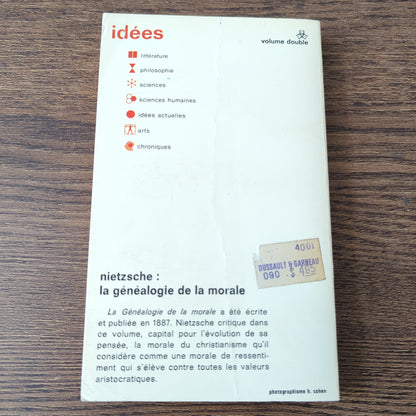 idées
volume double
littérature
philosophie
sciences
sciences humaines
idées actuelles
arts
chroniques
4001
DUSSAULT & GARNEAU
090 $ 495
nietzsche :
la généalogie de la morale
La Généalogie de la morale a été écrite
et publiée en 1887. Nietzsche critique dans
ce volume, capital pour l'évolution de sa
pensée, la morale du christianisme qu'il
considère comme une morale de ressenti-
ment qui s'élève contre toutes les valeurs
aristocratiques.
photographisme h. cohen